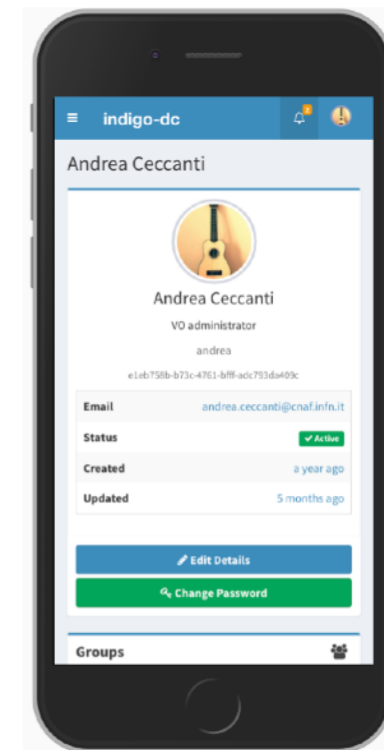 indigo-dc
Andrea Ceccanti
Andrea Ceccanti
VO administrator
andrea
e1eb758b-b73c-4761-bfff-adc793da409c
Email andrea.ceccanti@cnaf.infn.it
Status Active
Created a year ago
Updated 5 months ago
Edit Details
Change Password
Groups